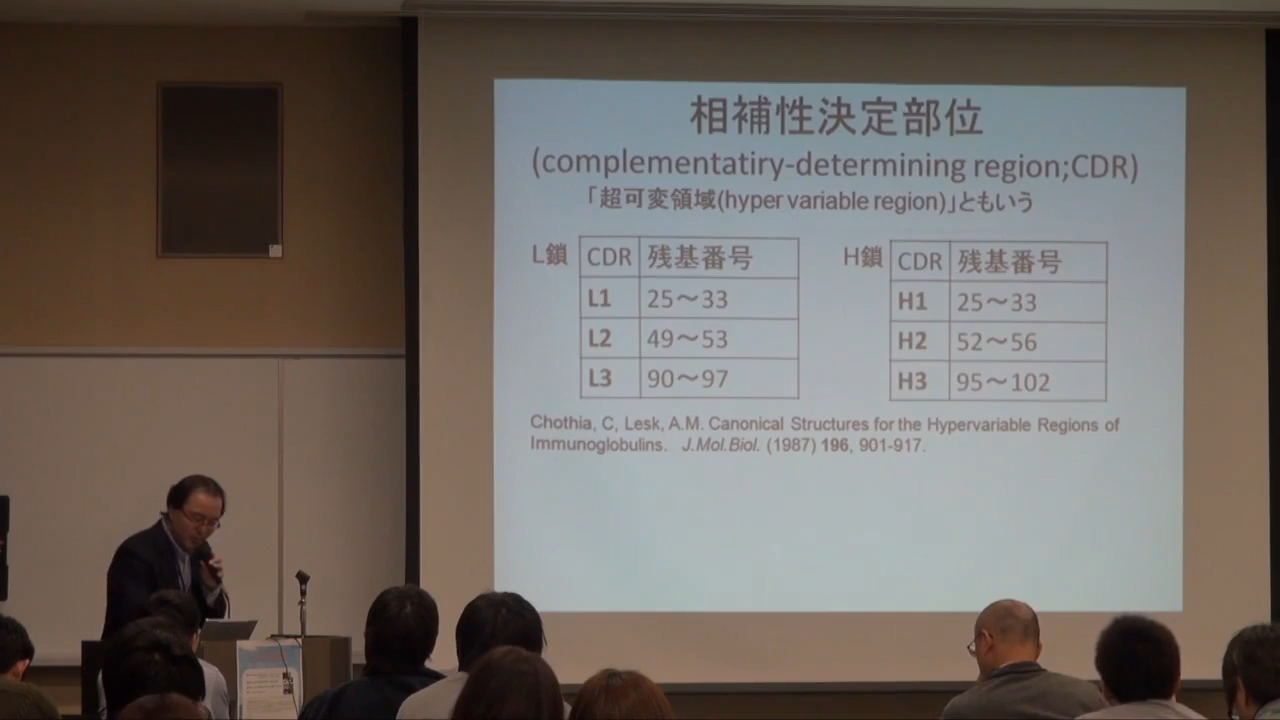 相補性決定部位
(complementatiry-determining region;CDR)
「超可変領域(hyper variable region)」ともいう
L鎖
CDR 残基番号
L1 25～33
L2 49～53
L3 90～97
H鎖
CDR 残基番号
H1 25～33
H2 52～56
H3 95～102
Chothia, C, Lesk, A.M. Canonical Structures for the Hypervariable Regions of
Immunoglobulins. J.Mol.Biol. (1987) 196, 901-917.